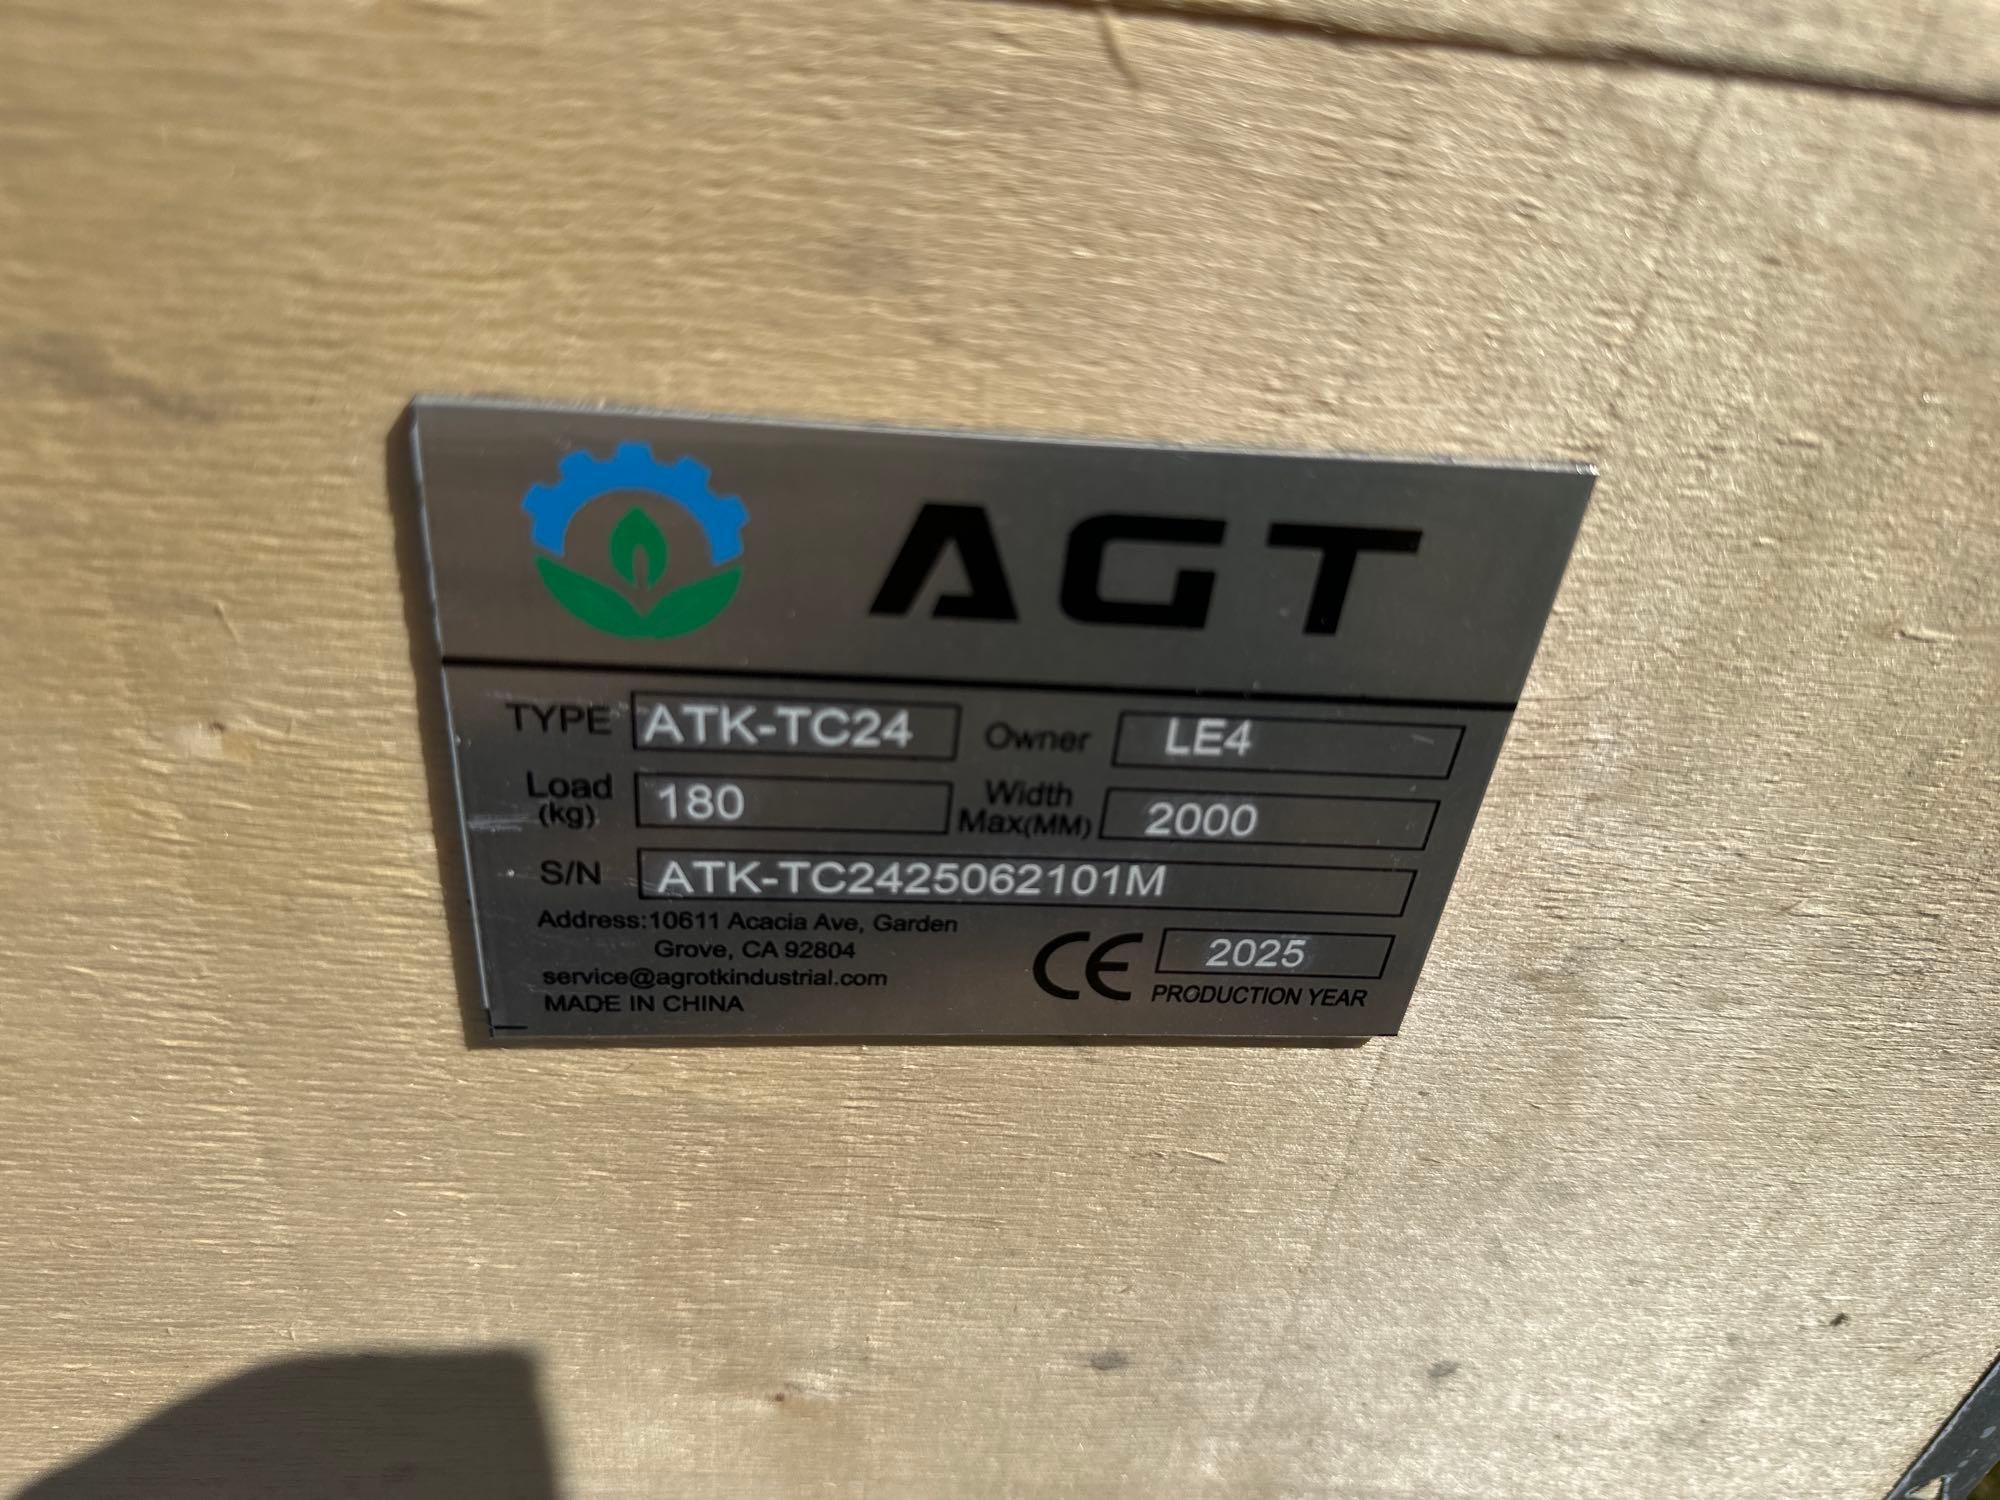 AGT
TYPE ATK-TC24 Owner LE4
Load (kg) 180 Width Max(MM) 2000
S/N ATK-TC2425062101M
Address:10611 Acacia Ave, Garden
Grove, CA 92804
service@agrotkindustrial.com
MADE IN CHINA
CE 2025
PRODUCTION YEAR